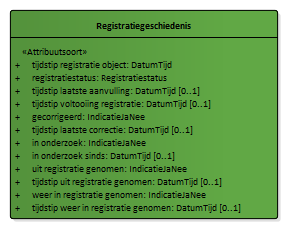 Registratiegeschiedenis
«Attribuutsoort»
+ tijdstip registratie object: DatumTijd
+ registratiestatus: Registratiestatus
+ tijdstip laatste aanvulling: DatumTijd [0..1]
+ tijdstip voltooiing registratie: DatumTijd [0..1]
+ gecorrigeerd: IndicatieJaNee
+ tijdstip laatste correctie: DatumTijd [0..1]
+ in onderzoek: IndicatieJaNee
+ in onderzoek sinds: DatumTijd [0..1]
+ uit registratie genomen: IndicatieJaNee
+ tijdstip uit registratie genomen: DatumTijd [0..1]
+ weer in registratie genomen: IndicatieJaNee
+ tijdstip weer in registratie genomen: DatumTijd [0..1]